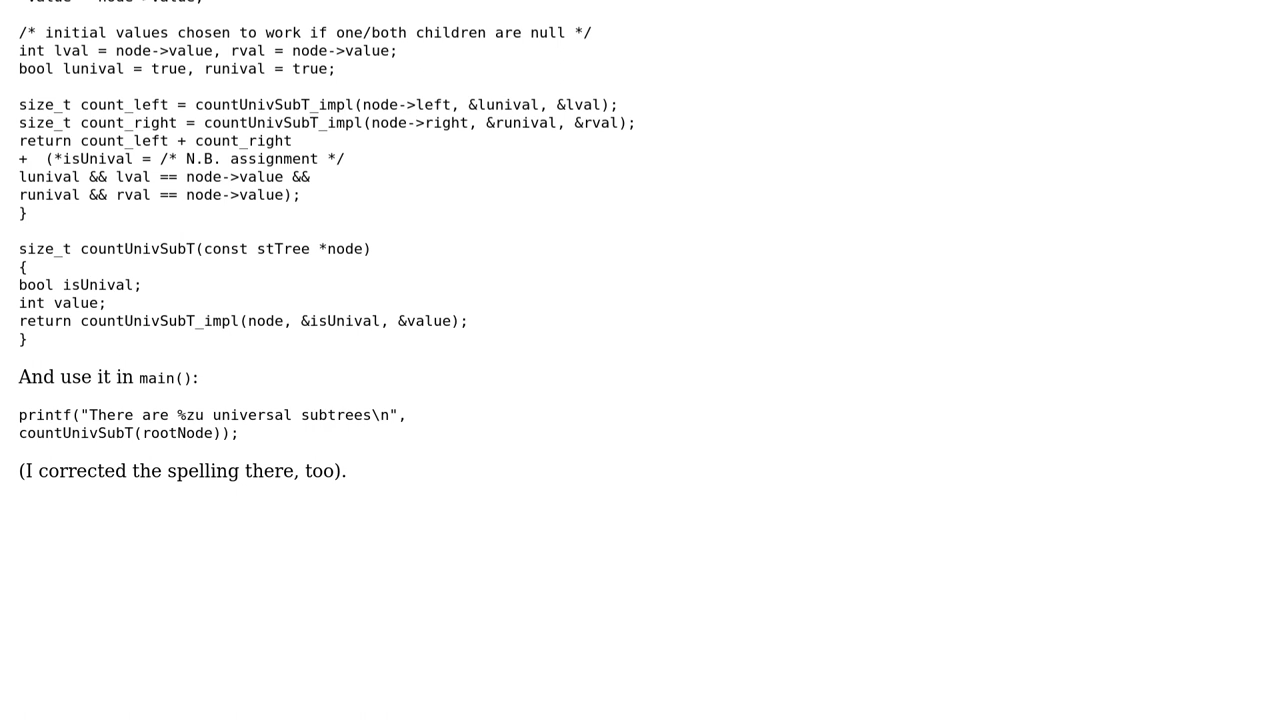 /* initial values chosen to work if one/both children are null */
int lval = node->value, rval = node->value;
bool lunival = true, runival = true;
size_t count_left = countUnivSubT_impl(node->left, &lunival, &lval);
size_t count_right = countUnivSubT_impl(node->right, &runival, &rval);
return count_left + count_right
+  (*isUnival = /* N.B. assignment */
lunival && lval == node->value &&
runival && rval == node->value);
}
size_t countUnivSubT(const stTree *node)
{
bool isUnival;
int value;
return countUnivSubT_impl(node, &isUnival, &value);
}
And use it in main():
printf("There are %zu universal subtrees\n",
countUnivSubT(rootNode));
(I corrected the spelling there, too).